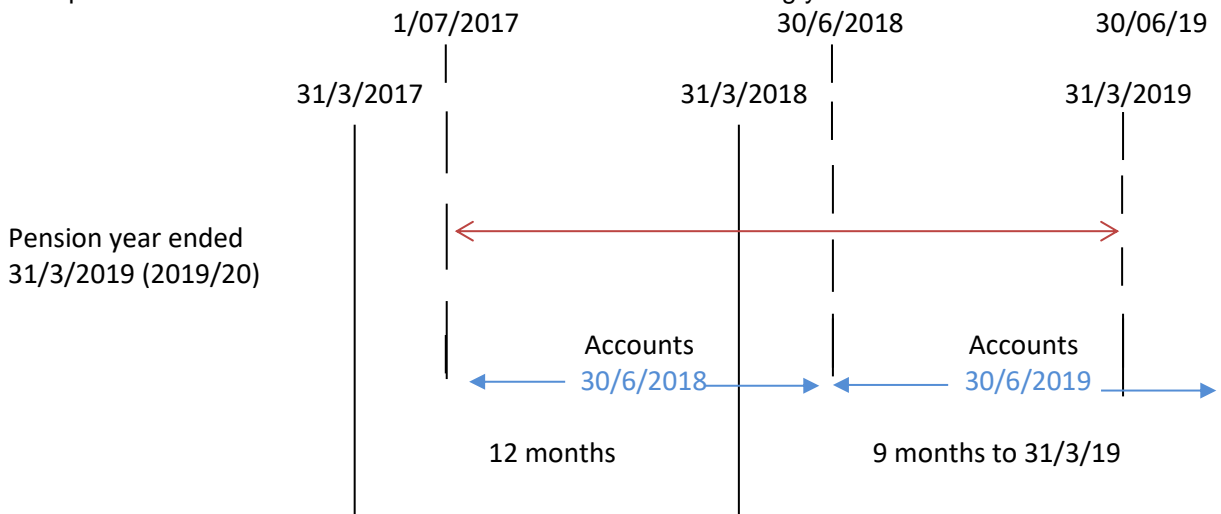 1/07/2017 30/6/2018 30/06/19
31/3/2017 31/3/2018 31/3/2019
Pension year ended
31/3/2019 (2019/20)
Accounts Accounts
30/6/2018 30/6/2019
12 months 9 months to 31/3/19